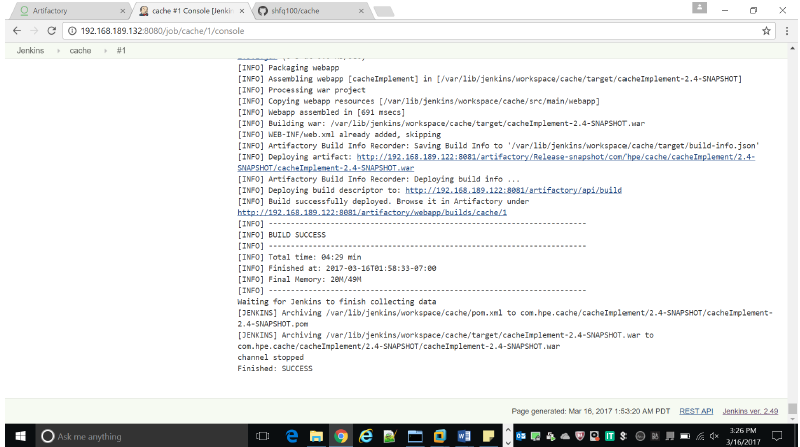 Artifactory
cache #1 Console [Jenkin
shfq100/cache
192.168.189.132:8080/job/cache/1/console
Jenkins
cache
#1
[INFO] Packaging webapp
[INFO] Assembling webapp [cacheImplement] in [/var/lib/jenkins/workspace/cache/target/cacheImplement-2.4-SNAPSHOT]
[INFO] Processing war project
[INFO] Copying webapp resources [/var/lib/jenkins/workspace/cache/src/main/webapp]
[INFO] Webapp assembled in [691 msecs]
[INFO] Building war: /var/lib/jenkins/workspace/cache/target/cacheImplement-2.4-SNAPSHOT.war
[INFO] WEB-INF/web.xml already added, skipping
[INFO] Artifactory Build Info Recorder: Saving Build Info to '/var/lib/jenkins/workspace/cache/target/build-info.json'
[INFO] Deploying artifact: http://192.168.189.122:8081/artifactory/Release-snapshot/com/hpe/cache/cacheImplement/2.4-
SNAPSHOT/cacheImplement-2.4-SNAPSHOT.war
[INFO] Artifactory Build Info Recorder: Deploying build info ...
[INFO] Deploying build descriptor to: http://192.168.189.122:8081/artifactory/api/build
[INFO] Build successfully deployed. Browse it in Artifactory under
http://192.168.189.122:8081/artifactory/webapp/builds/cache/1
[INFO] ------------------------------------------------------------------------
[INFO] BUILD SUCCESS
[INFO] ------------------------------------------------------------------------
[INFO] Total time: 04:29 min
[INFO] Finished at: 2017-03-16T01:58:33-07:00
[INFO] Final Memory: 20M/49M
[INFO] ------------------------------------------------------------------------
Waiting for Jenkins to finish collecting data
[JENKINS] Archiving /var/lib/jenkins/workspace/cache/pom.xml to com.hpe.cache/cacheImplement/2.4-SNAPSHOT/cacheImplement-
2.4-SNAPSHOT.pom
[JENKINS] Archiving /var/lib/jenkins/workspace/cache/target/cacheImplement-2.4-SNAPSHOT.war to
com.hpe.cache/cacheImplement/2.4-SNAPSHOT/cacheImplement-2.4-SNAPSHOT.war
channel stopped
Finished: SUCCESS
Page generated: Mar 16, 2017 1:53:20 AM PDT REST API Jenkins ver. 2.49
Ask me anything
3:26 PM
3/16/2017